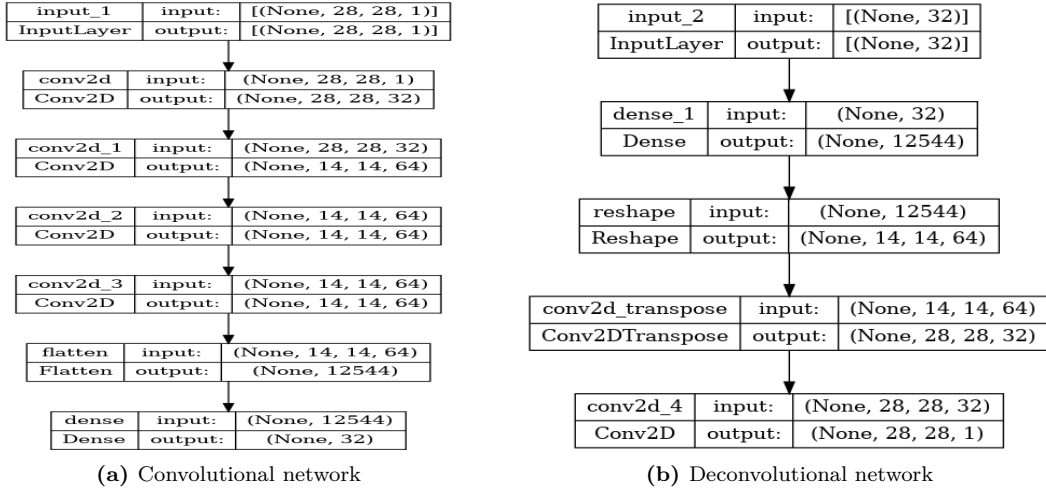 input_1 input: [(None, 28, 28, 1)]
InputLayer output: [(None, 28, 28, 1)]
conv2d input: (None, 28, 28, 1)
Conv2D output: (None, 28, 28, 32)
conv2d_1 input: (None, 28, 28, 32)
Conv2D output: (None, 14, 14, 64)
conv2d_2 input: (None, 14, 14, 64)
Conv2D output: (None, 14, 14, 64)
conv2d_3 input: (None, 14, 14, 64)
Conv2D output: (None, 14, 14, 64)
flatten input: (None, 14, 14, 64)
Flatten output: (None, 12544)
dense input: (None, 12544)
Dense output: (None, 32)
(a) Convolutional network
input_2 input: [(None, 32)]
InputLayer output: [(None, 32)]
dense_1 input: (None, 32)
Dense output: (None, 12544)
reshape input: (None, 12544)
Reshape output: (None, 14, 14, 64)
conv2d_transpose input: (None, 14, 14, 64)
Conv2DTranspose output: (None, 28, 28, 32)
conv2d_4 input: (None, 28, 28, 32)
Conv2D output: (None, 28, 28, 1)
(b) Deconvolutional network